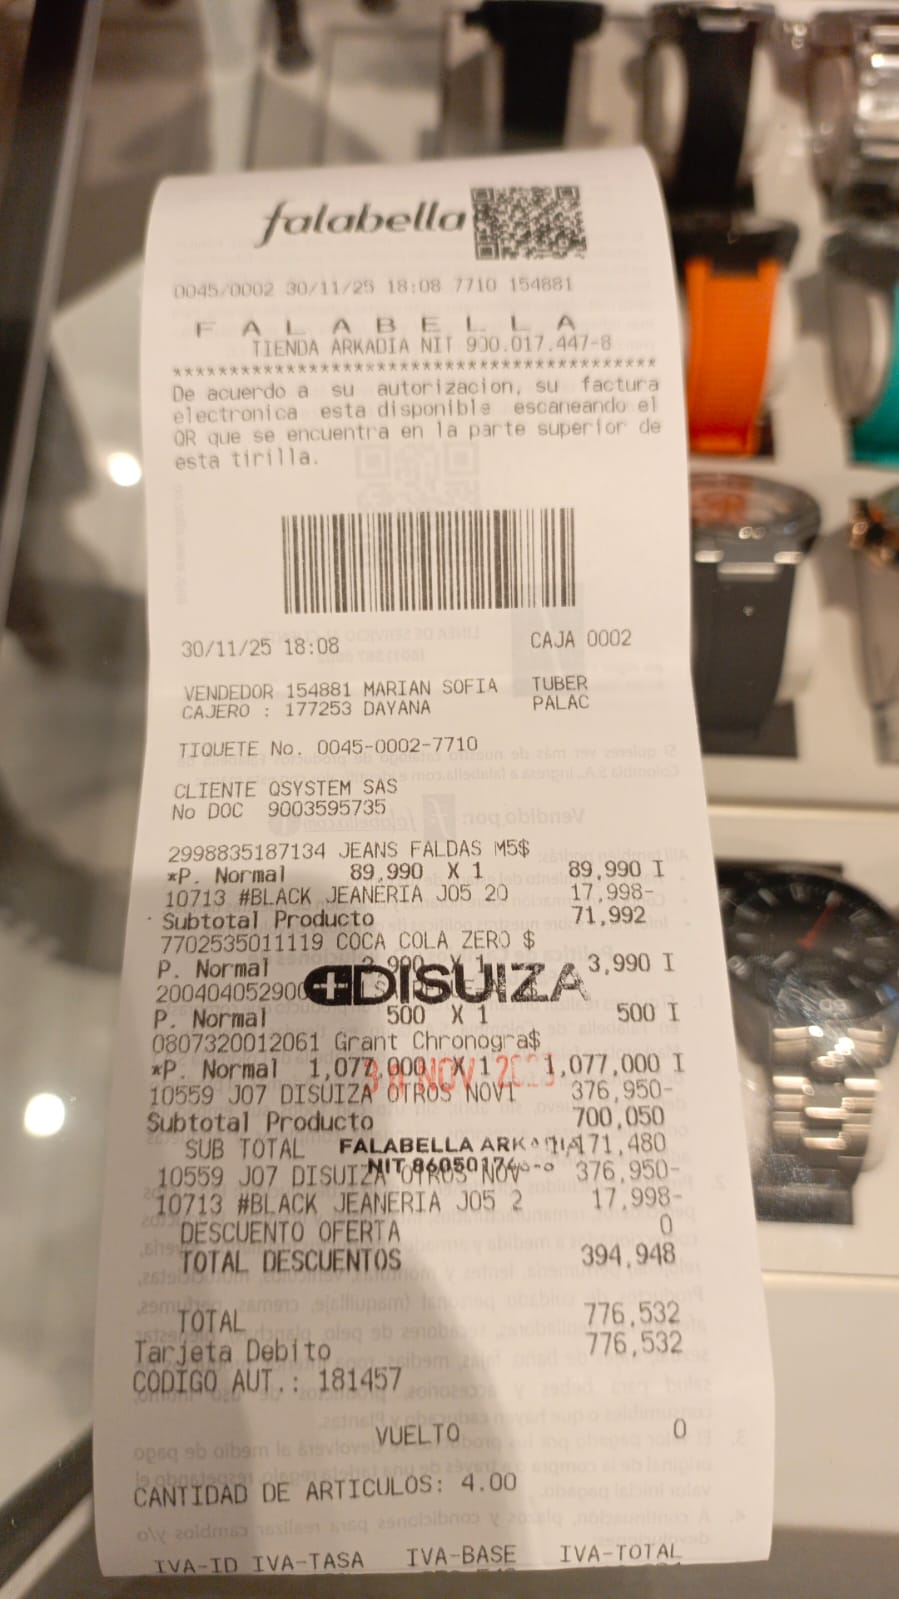 falabella
0045/0002 30/11/25 18:08 7710 154881
F A L A B E L L A
TIENDA ARKADIA NIT 900.017.447-8
******************************************
De acuerdo a su autorizacion, su factura
electronica esta disponible escaneando el
QR que se encuentra en la parte superior de
esta tirilla.
30/11/25 18:08 CAJA 0002
VENDEDOR 154881 MARIAN SOFIA TUBER
CAJERO : 177253 DAYANA PALAC
TIQUETE No. 0045-0002-7710
CLIENTE QSYSTEM SAS
No DOC 9003595735
2998835187134 JEANS FALDAS M5$
*P. Normal 89,990 X 1 89,990 I
10713 #BLACK JEANERIA J05 20 17,998-
Subtotal Producto 71,992
7702535011119 COCA COLA ZERO $
P. Normal 3,990 X 1 3,990 I
200404052900
DISUIZA
P. Normal 500 X 1 500 I
0807320012061 Grant Chronogra$
*P. Normal 1,077,000 X 1 1,077,000 I
NOV
10559 J07 DISUIZA OTROS NOVI 376,950-
Subtotal Producto 700,050
SUB TOTAL 171,480
FALABELLA
10559 J07 DISUIZA OTROS NOV 376,950-
NIT
10713 #BLACK JEANERIA J05 2 17,998-
DESCUENTO OFERTA 0
TOTAL DESCUENTOS 394,948
TOTAL 776,532
Tarjeta Debito 776,532
CODIGO AUT.: 181457
VUELTO 0
CANTIDAD DE ARTICULOS: 4.00
IVA-ID IVA-TASA IVA-BASE IVA-TOTAL